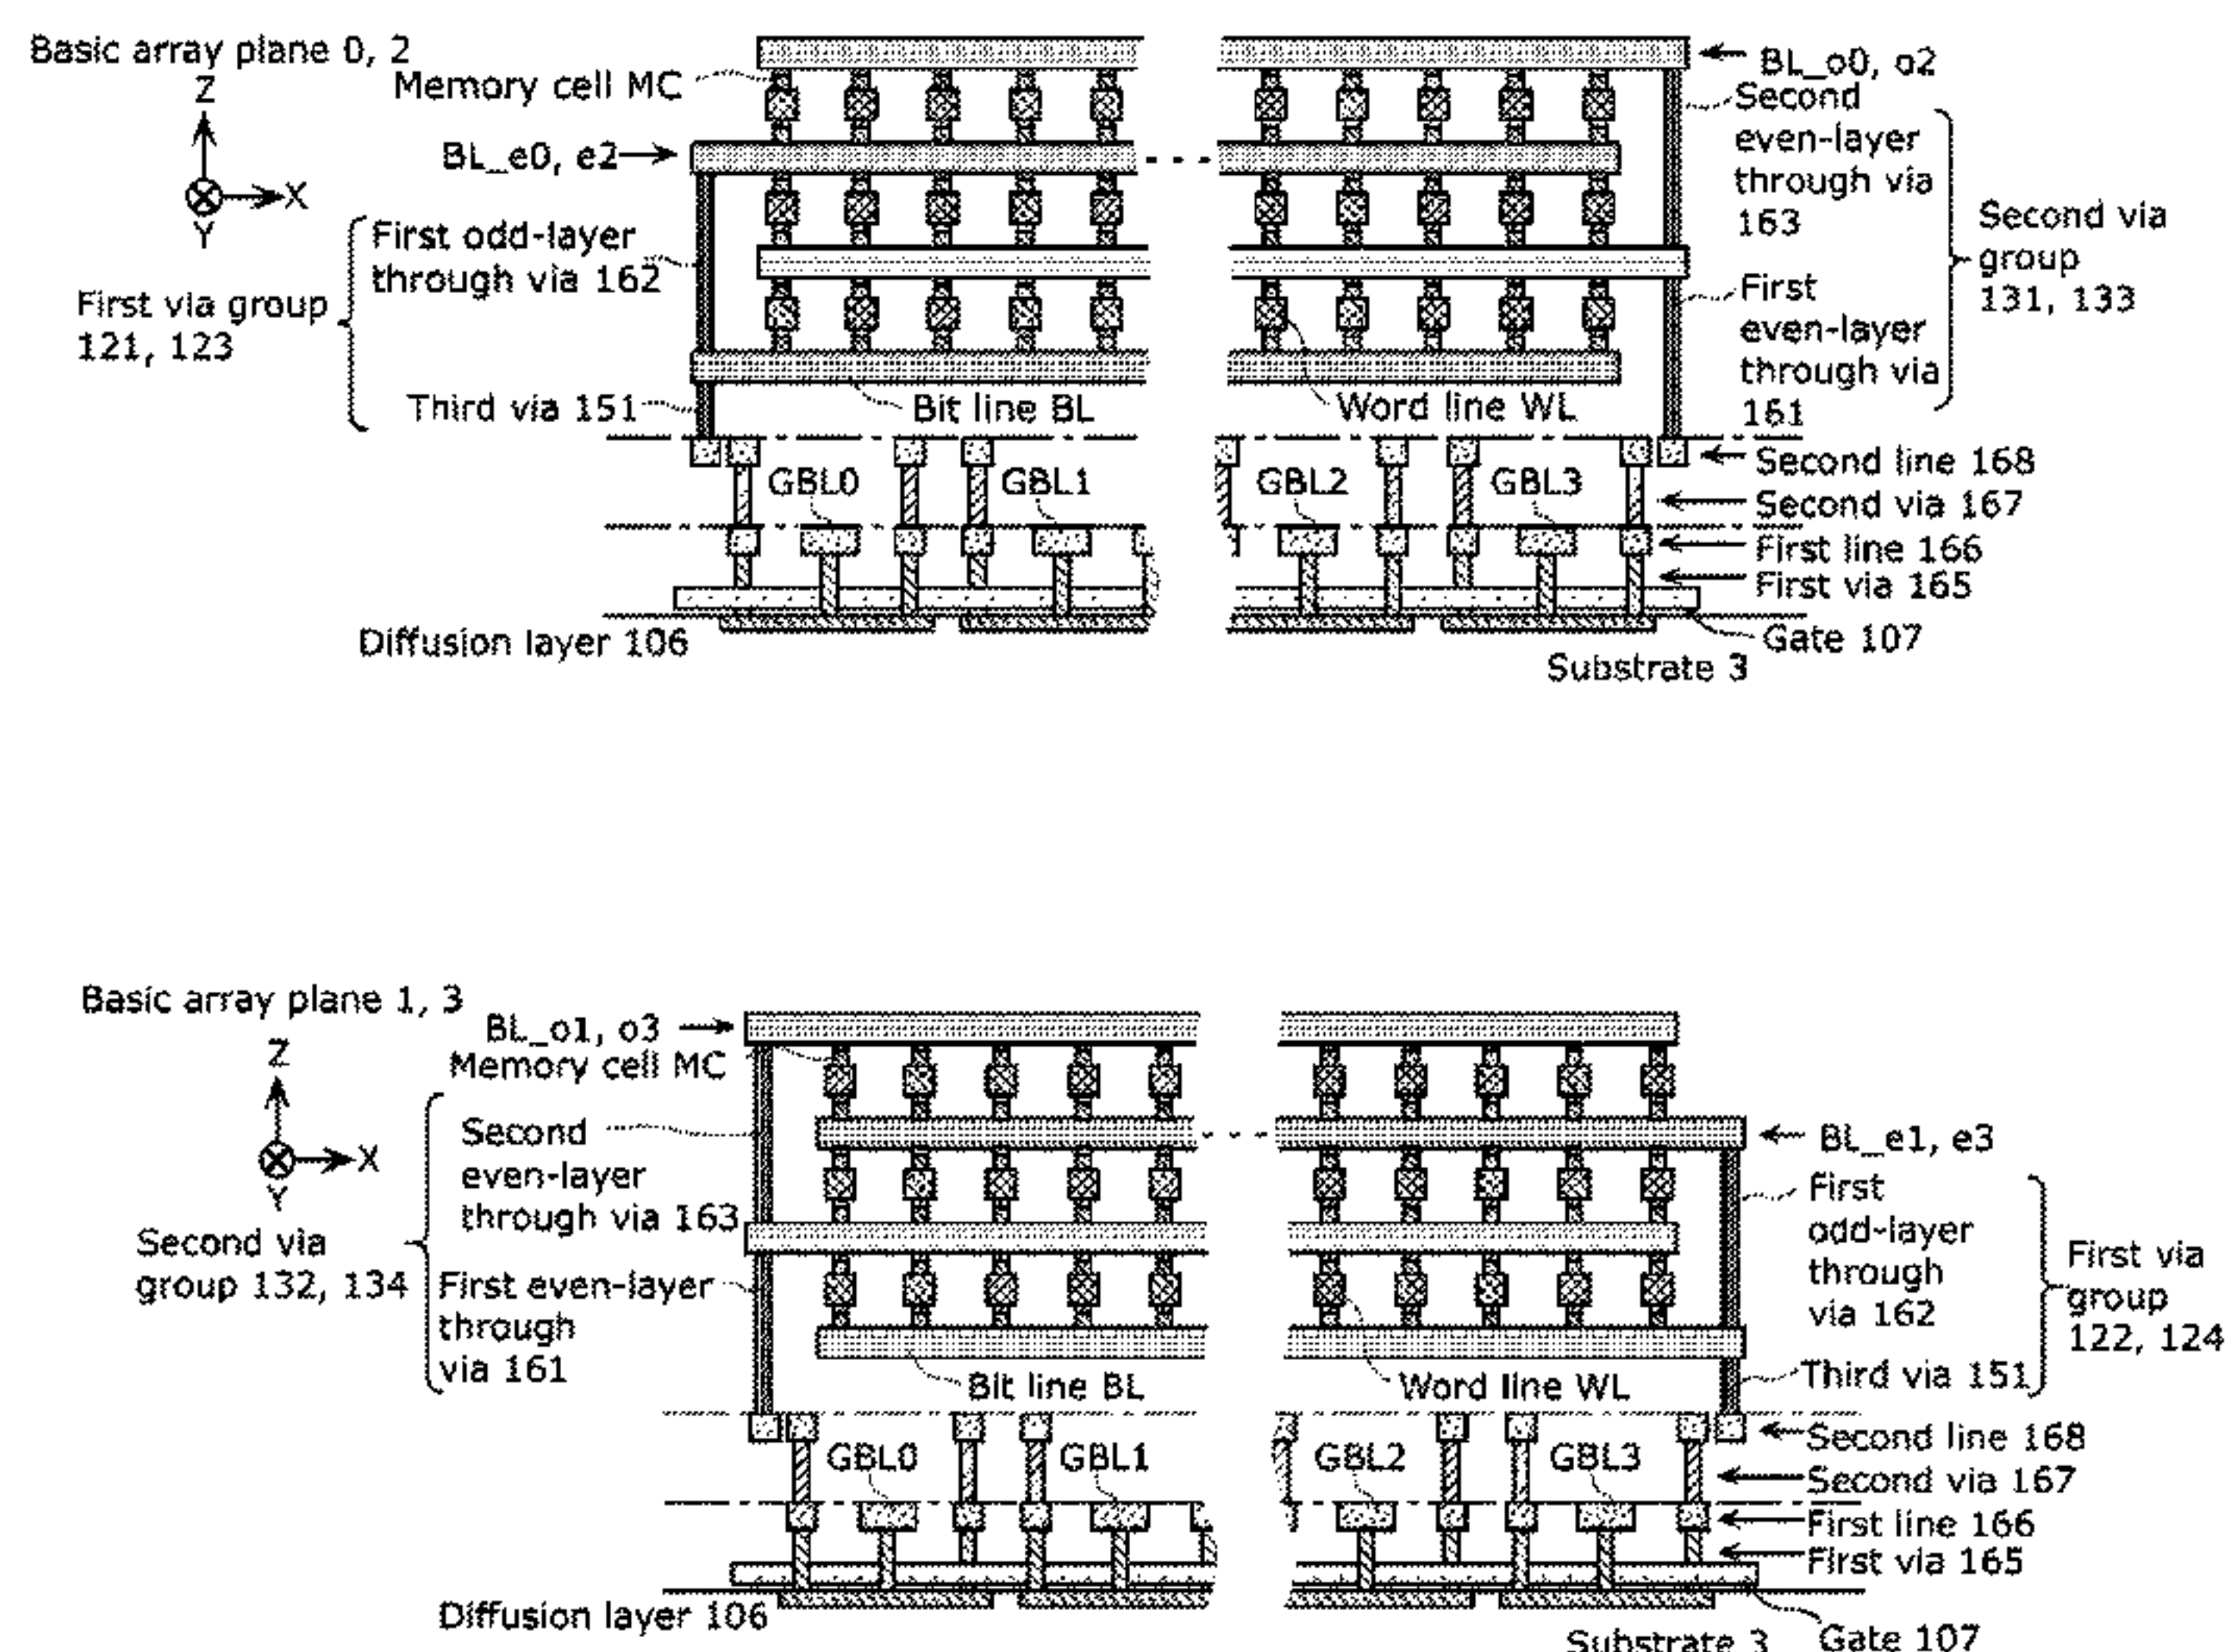 Basic array plane 0, 2
Z
X
Y
Memory cell MC
BL_o0, o2
BL_e0, e2
Second
even-layer
through via
163
First odd-layer
through via 162
First via group
121, 123
Second via
group
131, 133
First
even-layer
through via
161
Third via 151
Bit line BL
Word line WL
GBL0
GBL1
GBL2
GBL3
Second line 168
Second via 167
First line 166
First via 165
Diffusion layer 106
Gate 107
Substrate 3
Basic array plane 1, 3
Z
X
Y
BL_o1, o3
Memory cell MC
Second
even-layer
through via 163
BL_e1, e3
Second via
group 132, 134
First even-layer
through
via 161
First
odd-layer
through
via 162
First via
group
122, 124
Bit line BL
Word line WL
Third via 151
GBL0
GBL1
GBL2
GBL3
Second line 168
Second via 167
First line 166
First via 165
Diffusion layer 106
Substrate 3
Gate 107